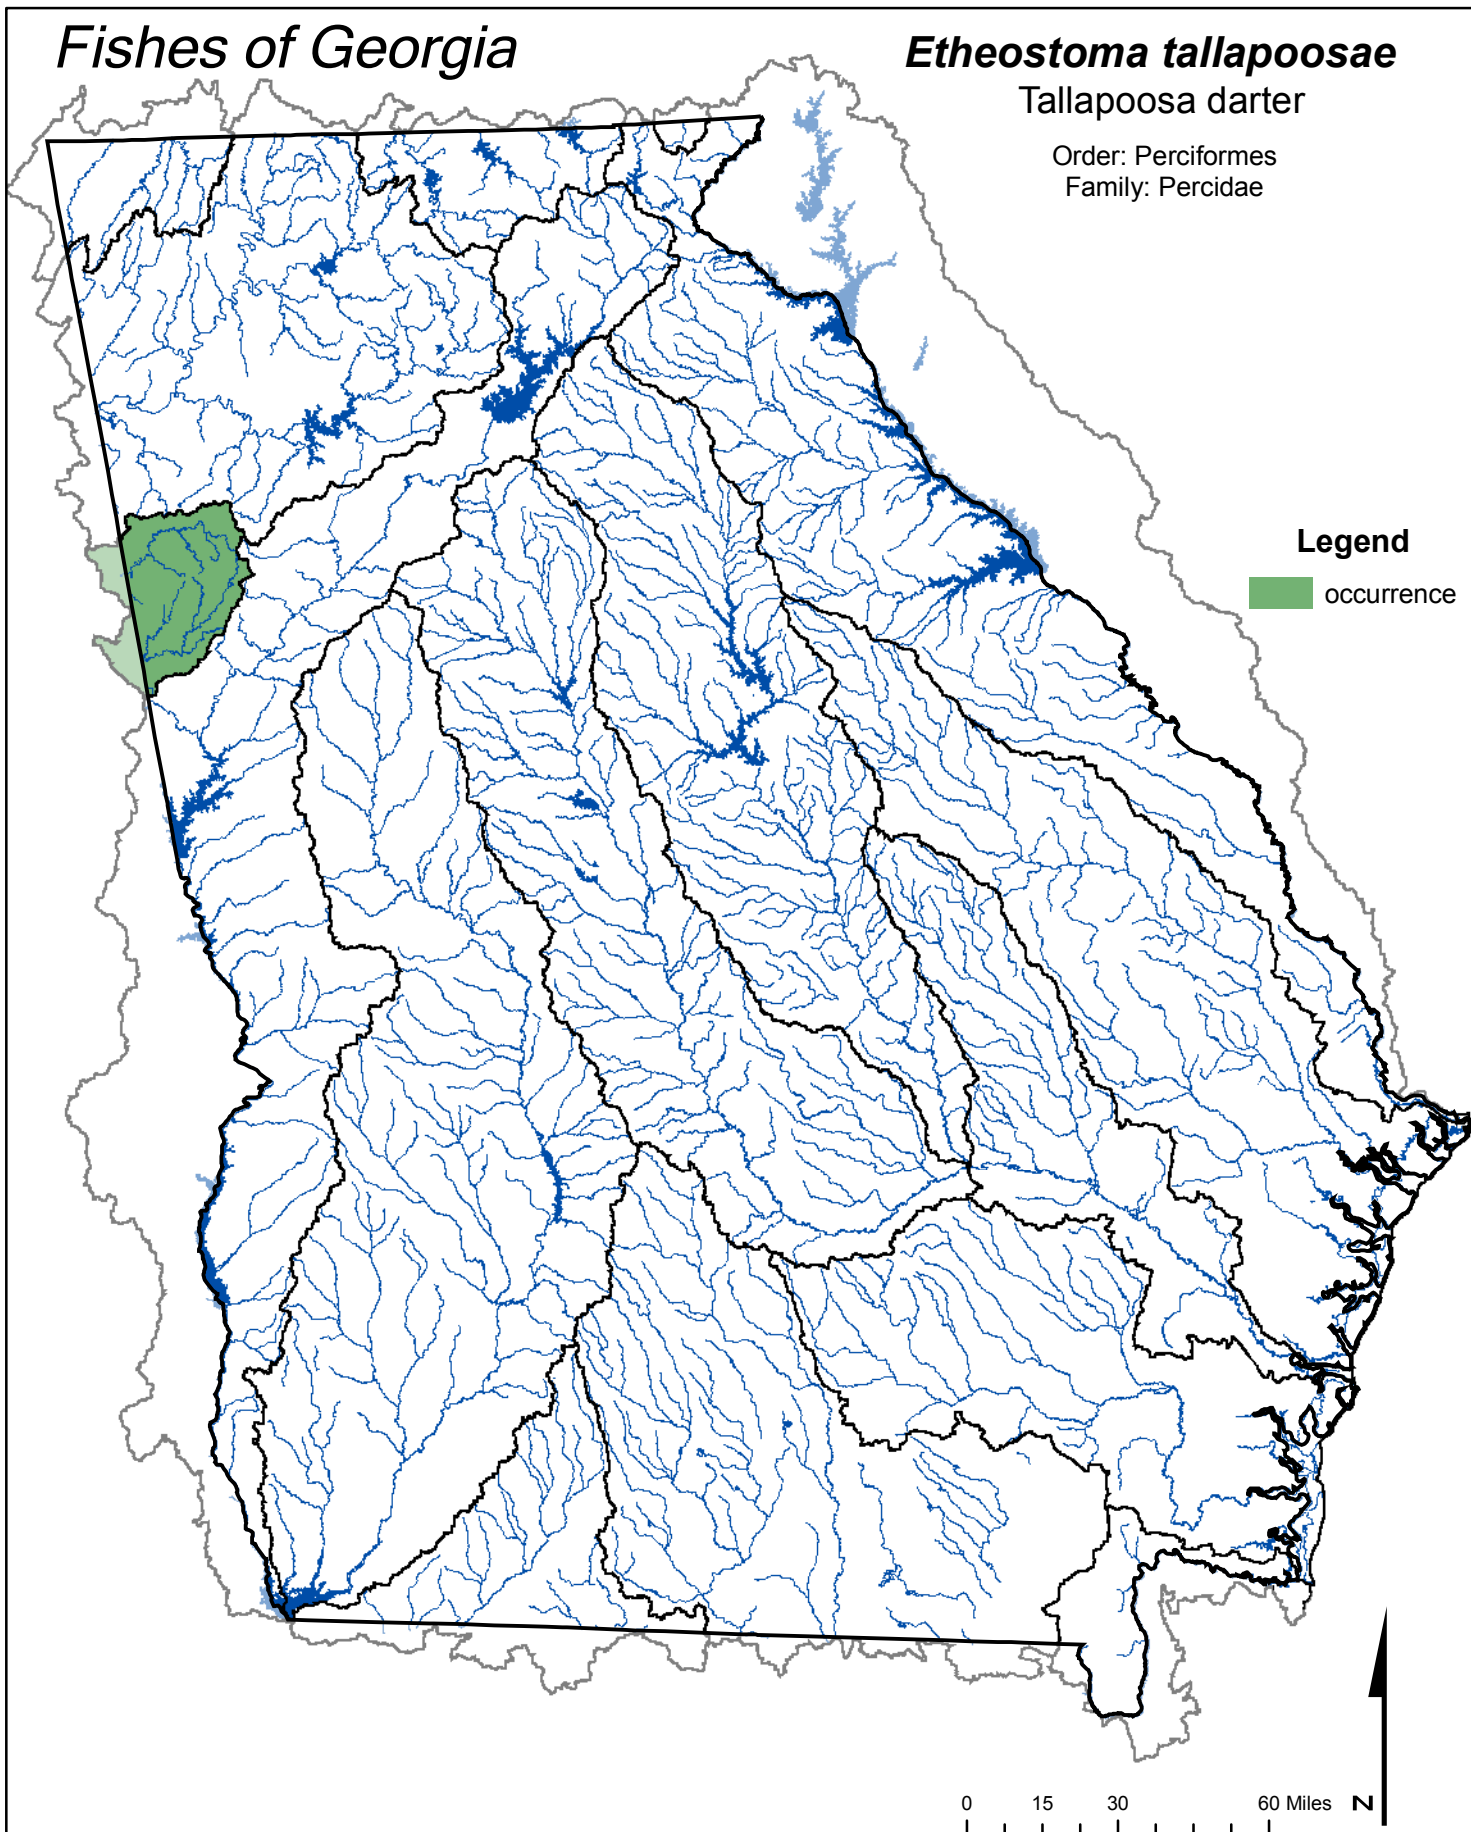 Fishes of Georgia
Etheostoma tallapoosae
Tallapoosa darter
Order: Perciformes
Family: Percidae
Legend
occurrence
0 15 30 60 Miles
N